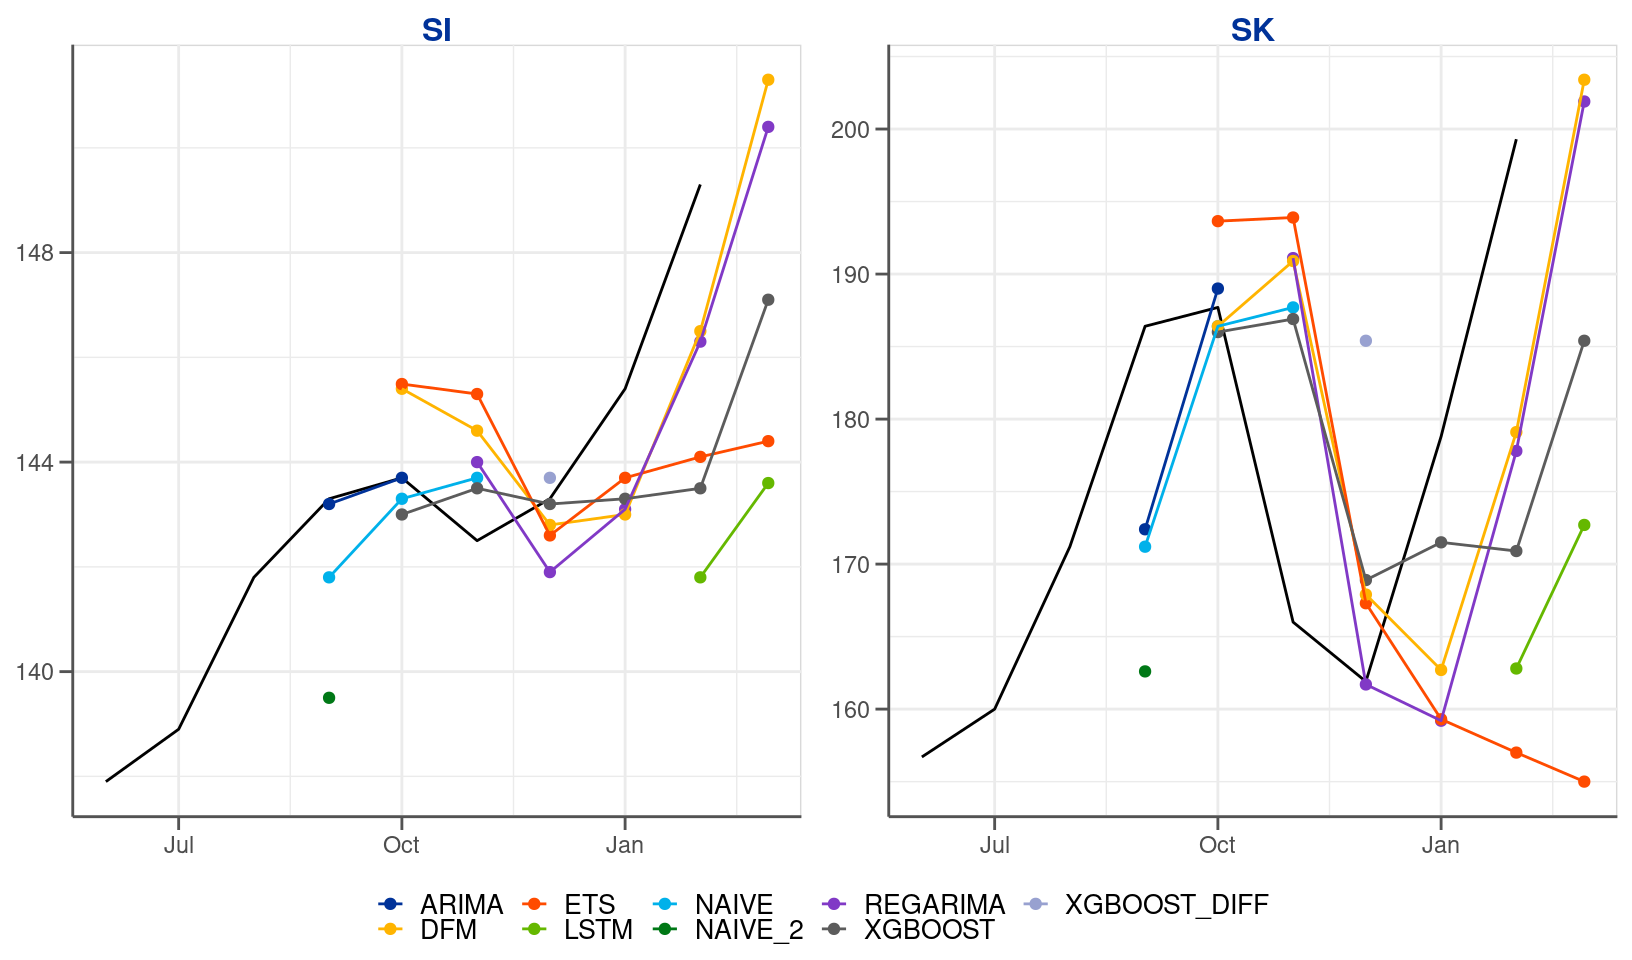 SI
SK
148
144
140
200
190
180
170
160
Jul
Oct
Jan
Jul
Oct
Jan
ARIMA
ETS
NAIVE
REGARIMA
XGBOOST_DIFF
DFM
LSTM
NAIVE_2
XGBOOST